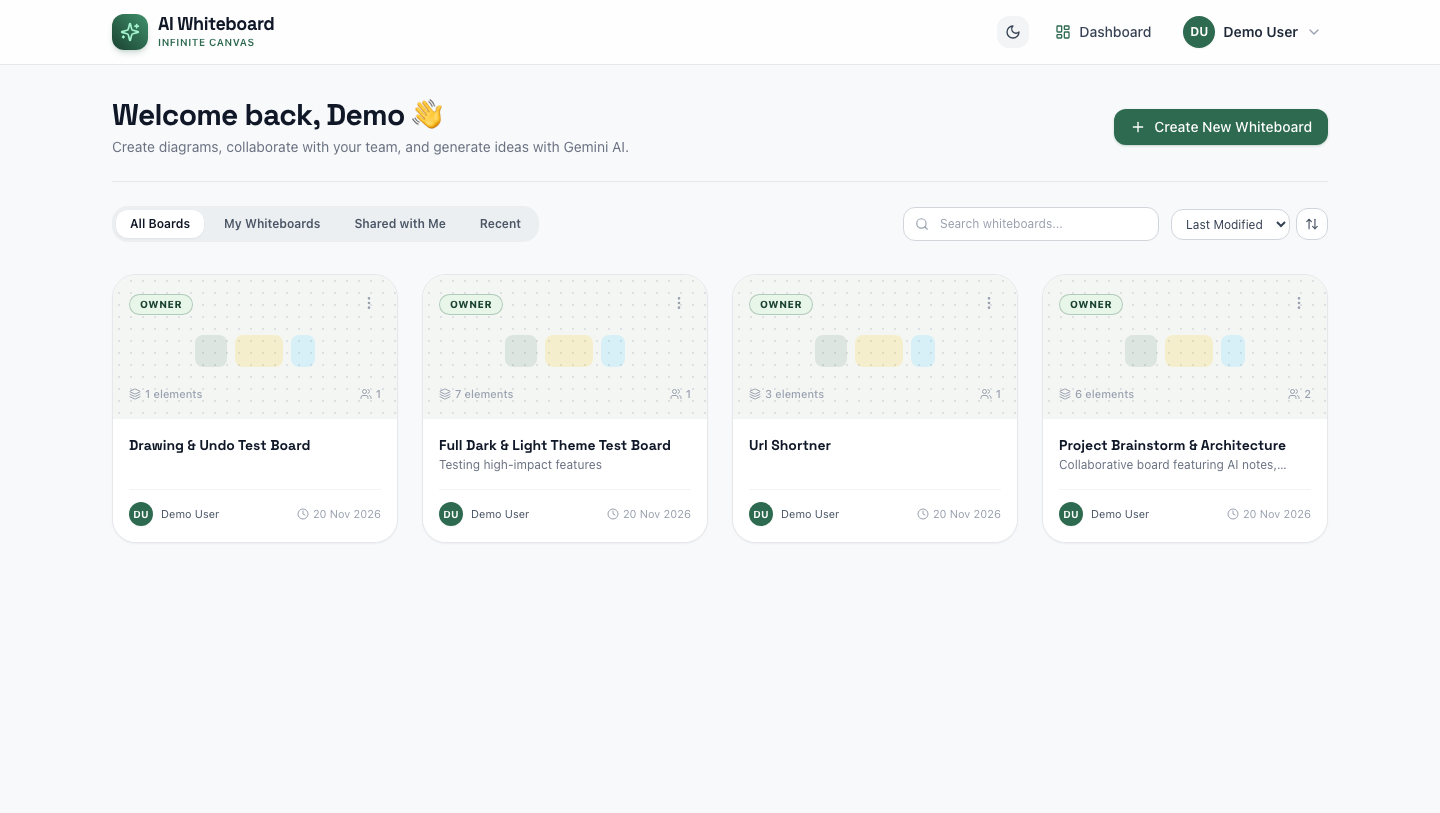 AI Whiteboard
INFINITE CANVAS
Dashboard
DU
Demo User
Welcome back, Demo 👋
Create diagrams, collaborate with your team, and generate ideas with Gemini AI.
Create New Whiteboard
All Boards
My Whiteboards
Shared with Me
Recent
Search whiteboards...
Last Modified
OWNER
1 elements
1
Drawing & Undo Test Board
DU
Demo User
20 Nov 2026
OWNER
7 elements
1
Full Dark & Light Theme Test Board
Testing high-impact features
DU
Demo User
20 Nov 2026
OWNER
3 elements
1
Url Shortner
DU
Demo User
20 Nov 2026
OWNER
6 elements
2
Project Brainstorm & Architecture
Collaborative board featuring AI notes,...
DU
Demo User
20 Nov 2026